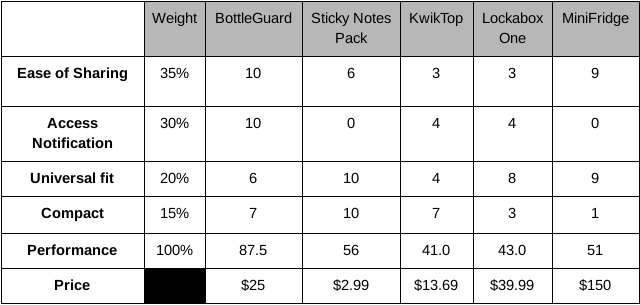 Weight BottleGuard Sticky Notes Pack KwikTop Lockabox One MiniFridge
Ease of Sharing 35% 10 6 3 3 9
Access Notification 30% 10 0 4 4 0
Universal fit 20% 6 10 4 8 9
Compact 15% 7 10 7 3 1
Performance 100% 87.5 56 41.0 43.0 51
Price $25 $2.99 $13.69 $39.99 $150